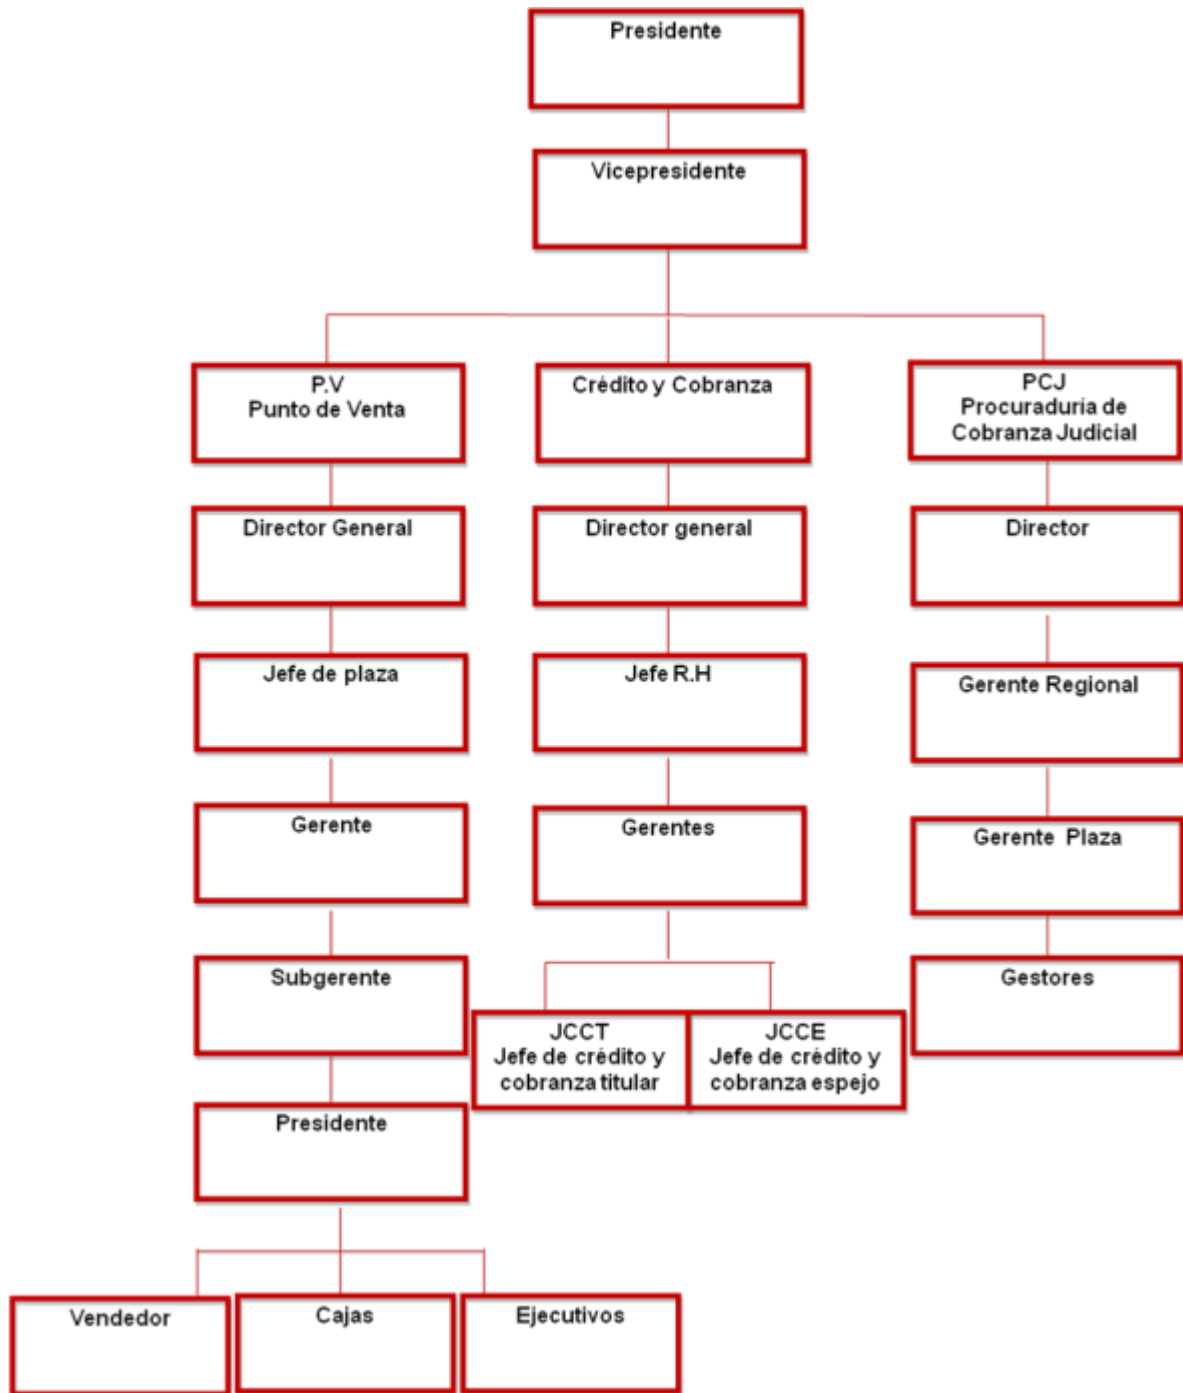 Presidente
Vicepresidente
P.V
Punto de Venta
Crédito y Cobranza
PCJ
Procuraduría de
Cobranza Judicial
Director General
Director general
Director
Jefe de plaza
Jefe R.H
Gerente Regional
Gerente
Gerentes
Gerente Plaza
Subgerente
Gestores
JCCT
Jefe de crédito y
cobranza titular
JCCE
Jefe de crédito y
cobranza espejo
Presidente
Vendedor
Cajas
Ejecutivos